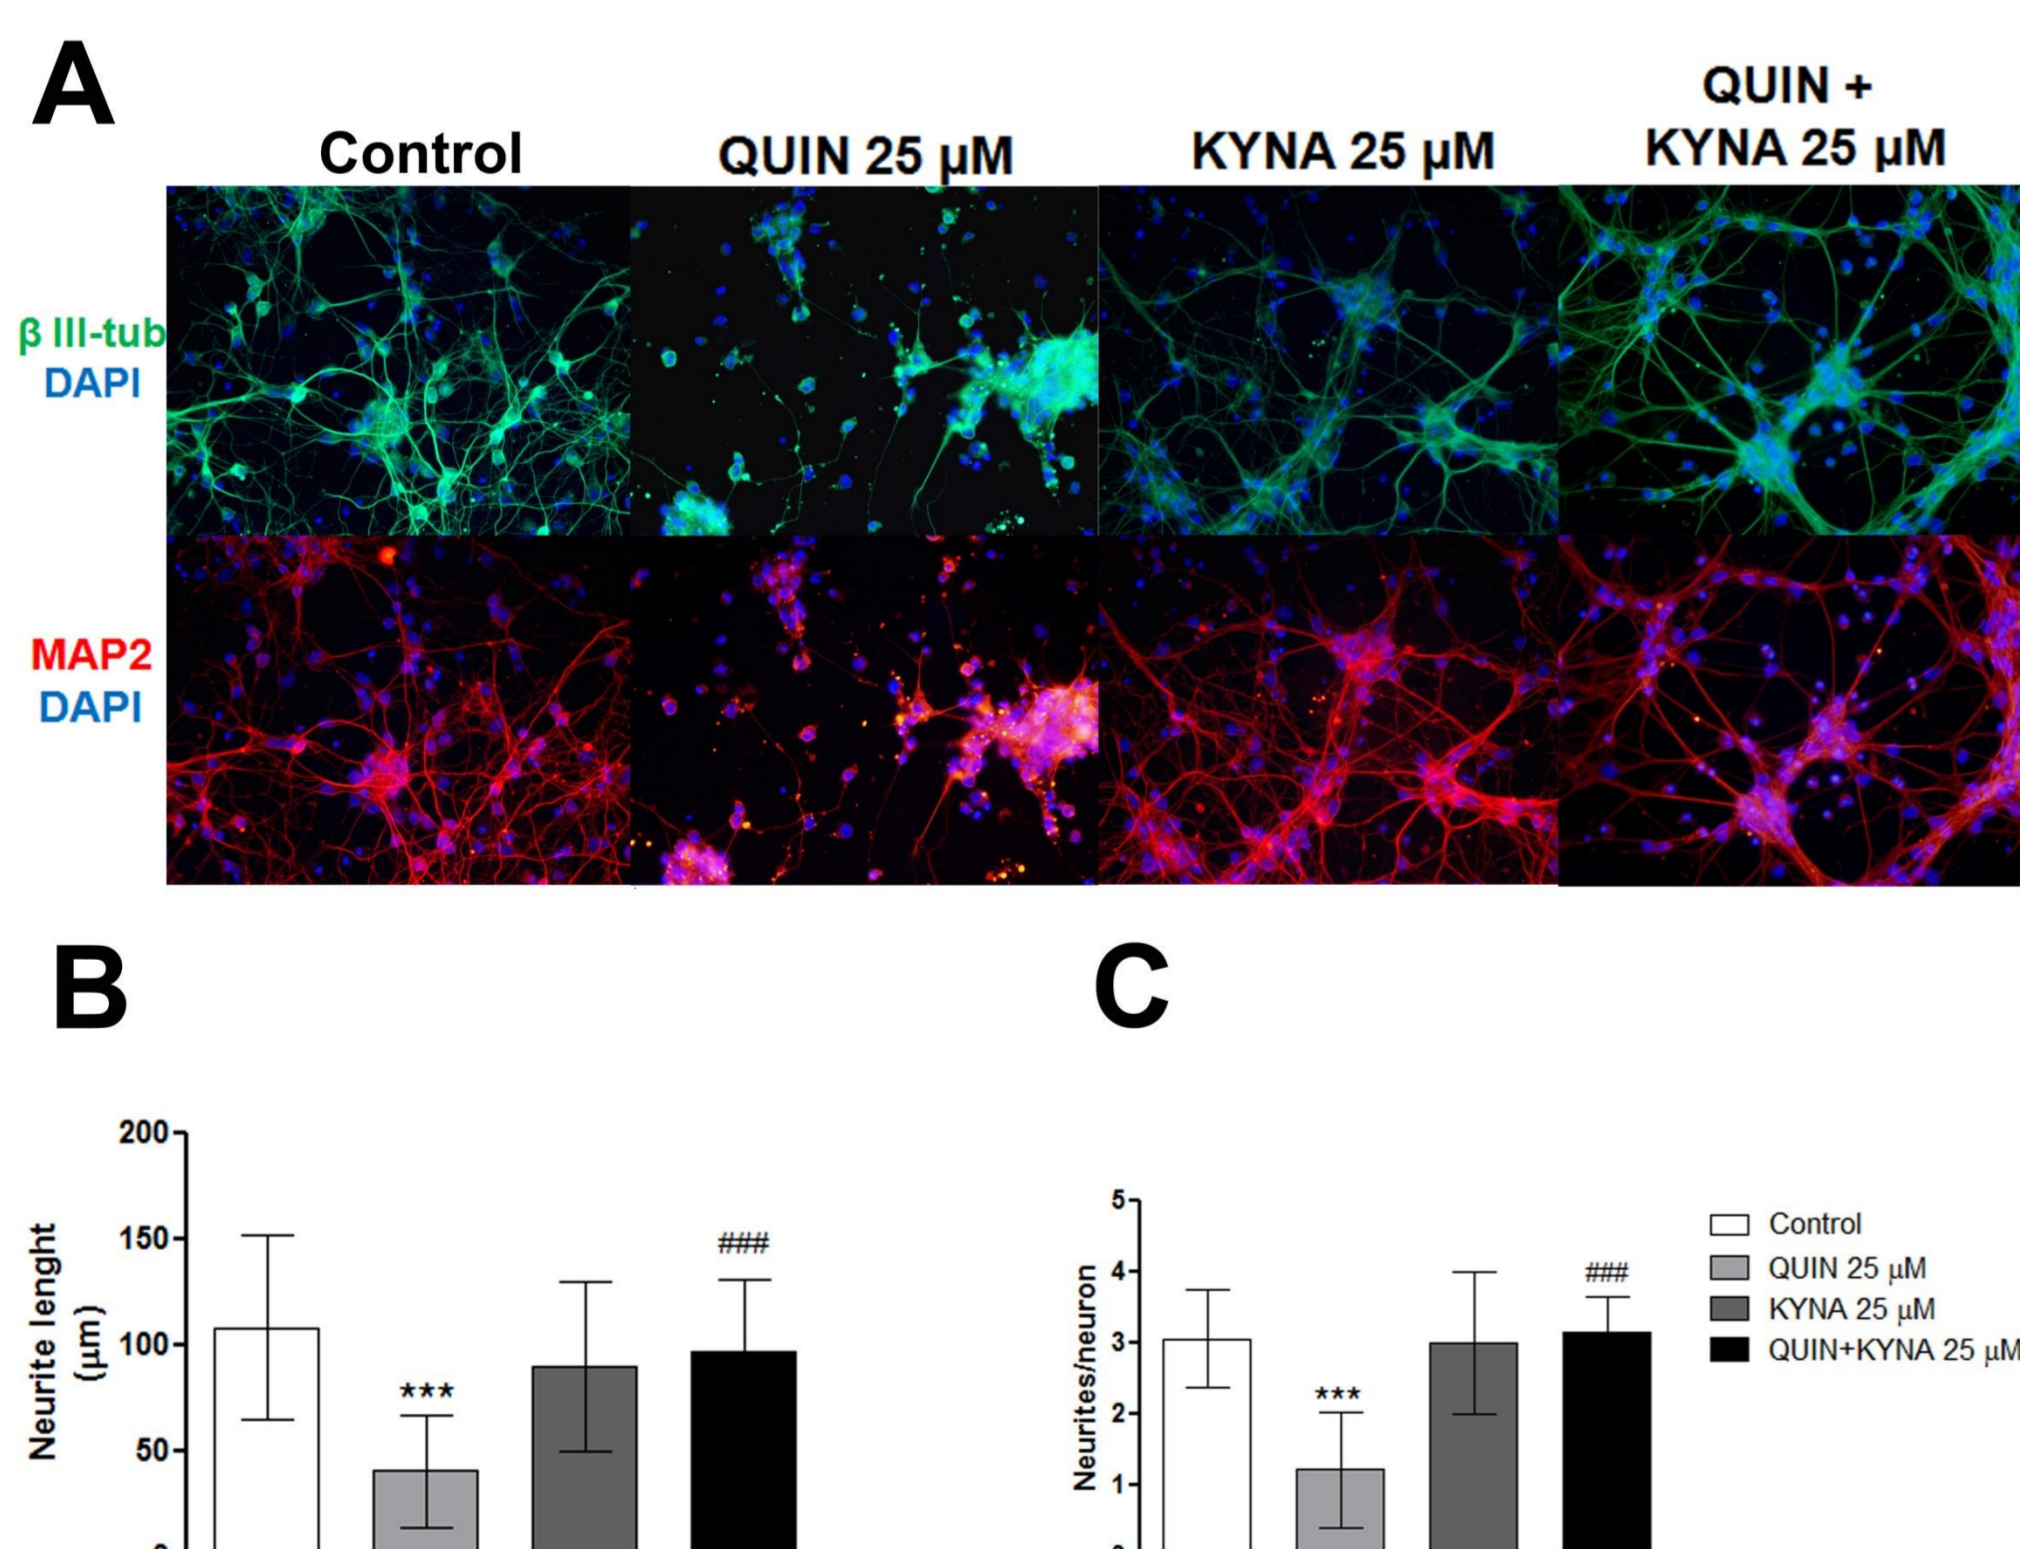 A
Control
QUIN 25 µM
KYNA 25 µM
QUIN +
KYNA 25 µM
β III-tub
DAPI
MAP2
DAPI
B
200
150
100
50
Neurite lenght
(µm)
***
###
C
5
4
3
2
1
Neurites/neuron
***
###
Control
QUIN 25 µM
KYNA 25 µM
QUIN+KYNA 25 µM